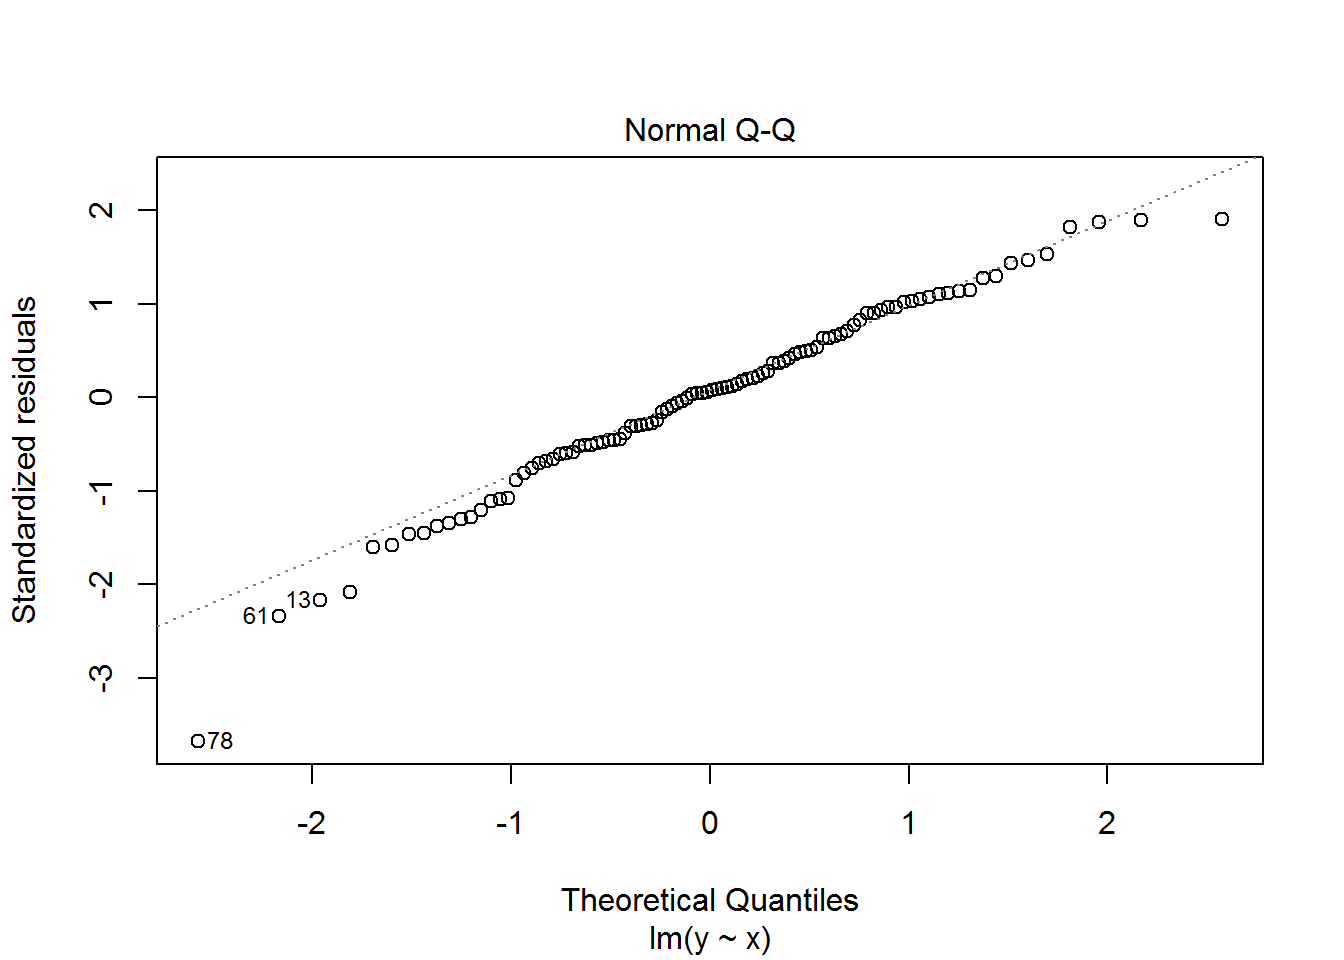 Normal Q-Q
Standardized residuals
2
1
0
-1
-2
-3
13
61
78
-2 -1 0 1 2
Theoretical Quantiles
lm(y ~ x)